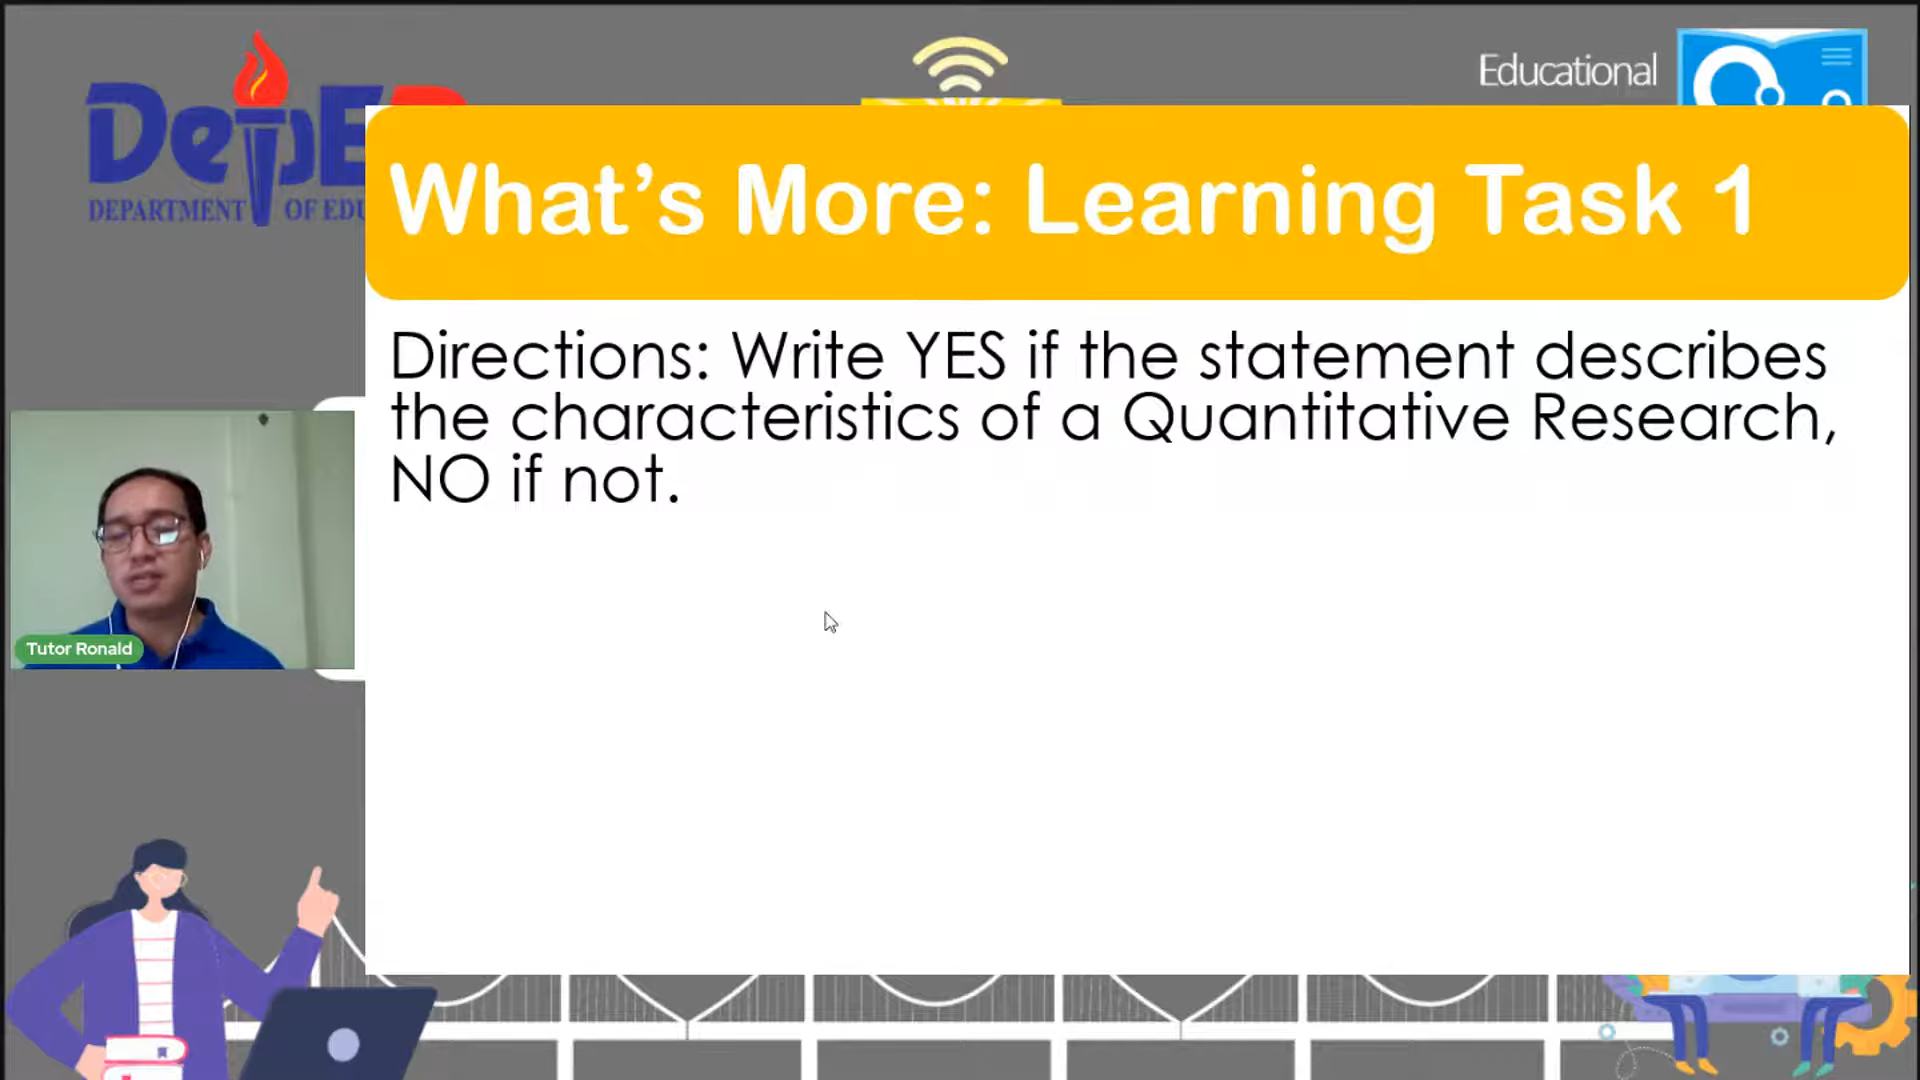 DepE
DEPARTMENT OF EDU
Educational
What's More: Learning Task 1
Directions: Write YES if the statement describes
the characteristics of a Quantitative Research,
NO if not.
Tutor Ronald